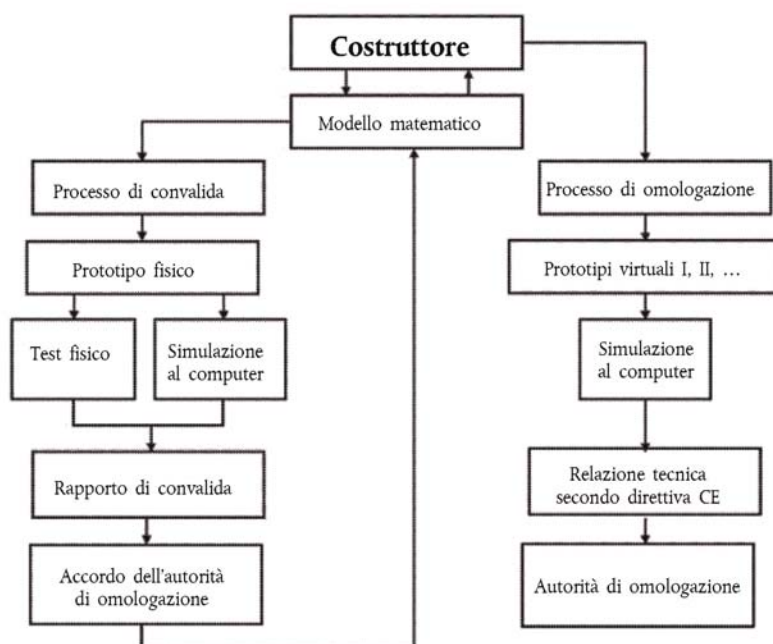 Costruttore
Modello matematico
Processo di convalida
Prototipo fisico
Test fisico
Simulazione
al computer
Rapporto di convalida
Accordo dell'autorità
di omologazione
Processo di omologazione
Prototipi virtuali I, II, …
Simulazione
al computer
Relazione tecnica
secondo direttiva CE
Autorità di omologazione